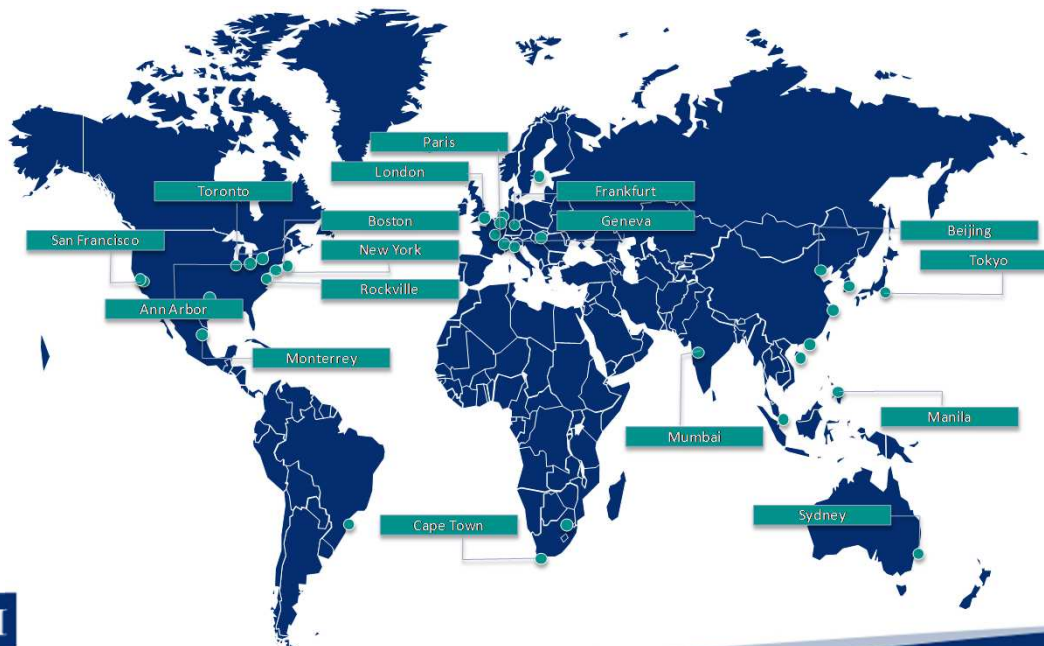 Paris
London
Toronto
Frankfurt
Boston
Geneva
San Francisco
New York
Beijing
Tokyo
Rockville
Ann Arbor
Monterrey
Manila
Mumbai
Sydney
Cape Town